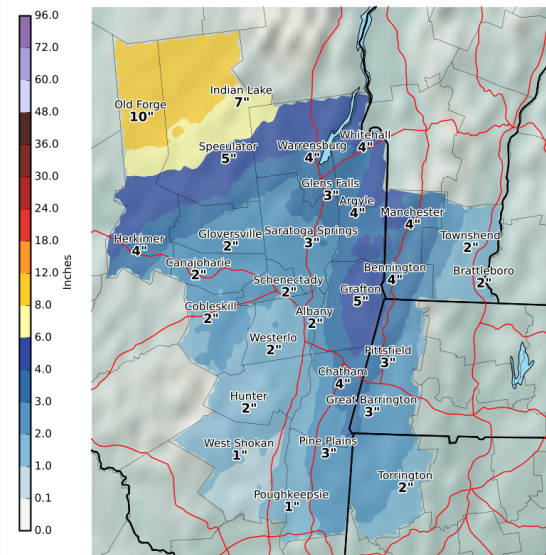 96.0
72.0
60.0
48.0
36.0
30.0
24.0
18.0
12.0
8.0
6.0
4.0
3.0
2.0
1.0
0.1
0.0
Inches
Old Forge
10"
Indian Lake
7"
Speculator
5"
Warrensburg
4"
Whitehall
4"
Glens Falls
3"
Argyle
4"
Manchester
4"
Herkimer
4"
Gloversville
2"
Saratoga Springs
3"
Townshend
2"
Canajoharie
2"
Schenectady
2"
Bennington
4"
Brattleboro
2"
Grafton
5"
Cobleskill
2"
Albany
2"
Westerlo
2"
Pittsfield
3"
Chatham
4"
Hunter
2"
Great Barrington
3"
West Shokan
1"
Pine Plains
3"
Torrington
2"
Poughkeepsie
1"